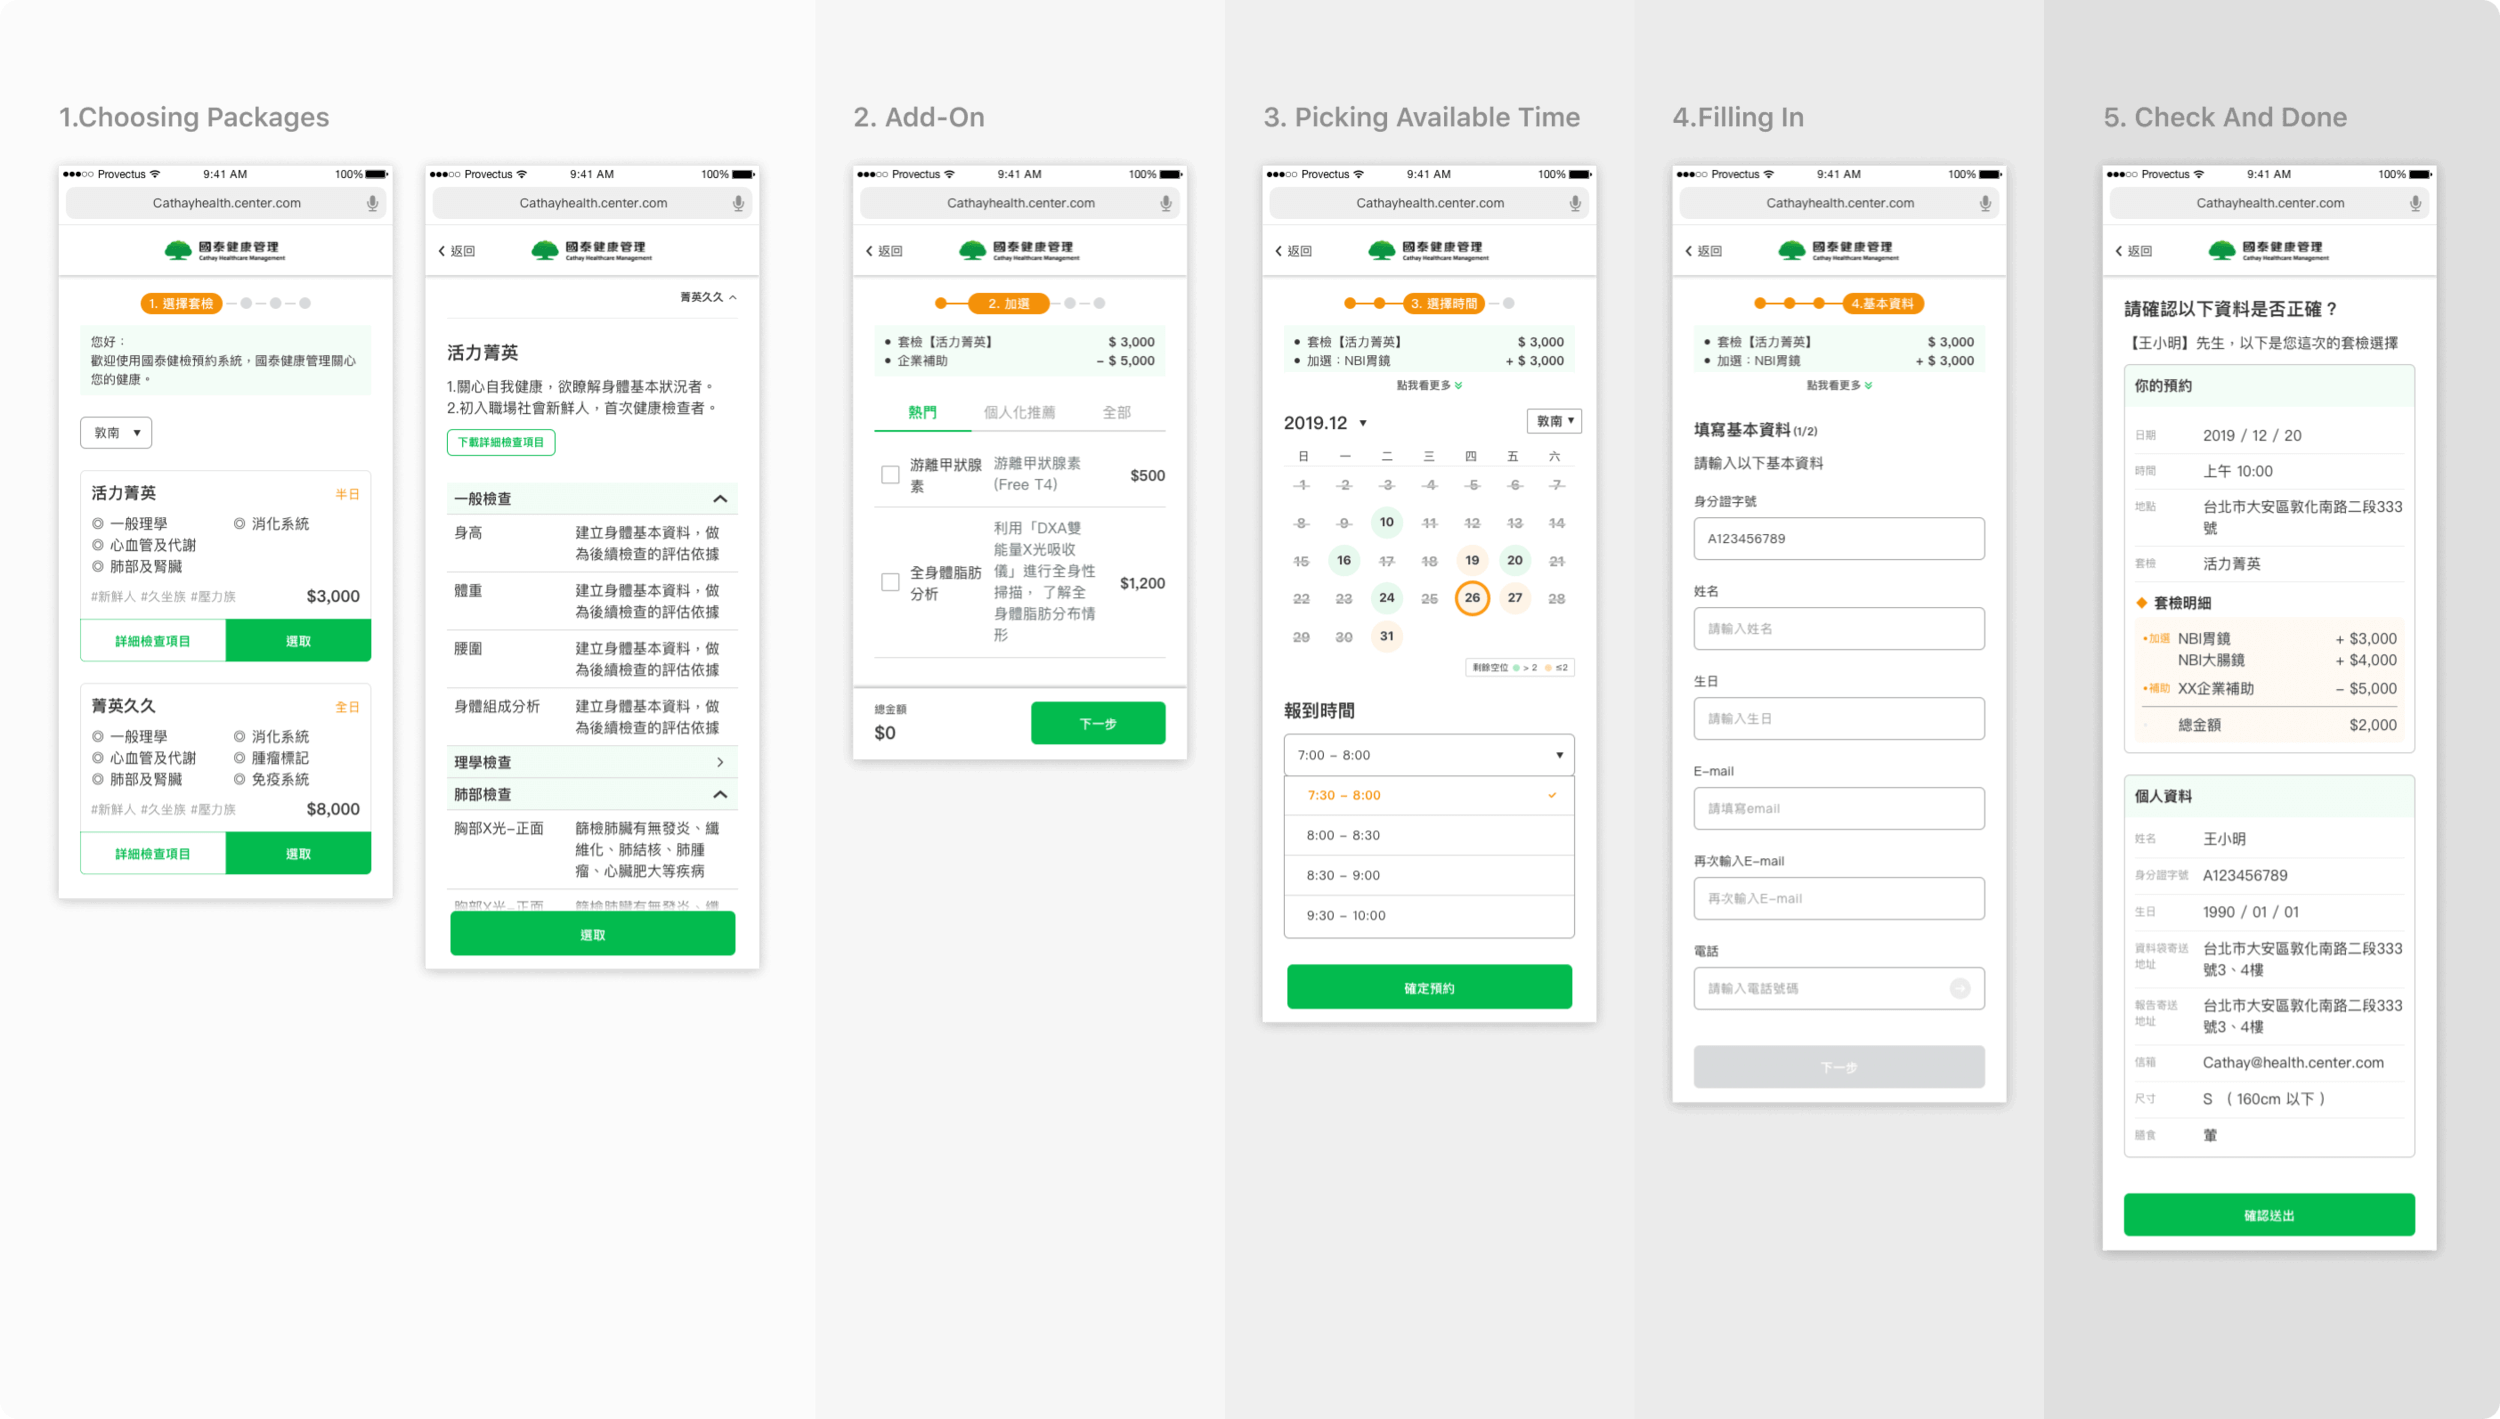 1.Choosing Packages
Provectus 9:41 AM 100%
Cathayhealth.center.com
國泰健康管理
Cathay Healthcare Management
1. 選擇套檢
您好：
歡迎使用國泰健檢預約系統，國泰健康管理關心
您的健康。
敦南 ▼
活力菁英 半日
◎ 一般理學 ◎ 消化系統
◎ 心血管及代謝
◎ 肺部及腎臟
#新鮮人 #久坐族 #壓力族 $3,000
詳細檢查項目 選取
菁英久久 全日
◎ 一般理學 ◎ 消化系統
◎ 心血管及代謝 ◎ 腫瘤標記
◎ 肺部及腎臟 ◎ 免疫系統
#新鮮人 #久坐族 #壓力族 $8,000
詳細檢查項目 選取
Provectus 9:41 AM 100%
Cathayhealth.center.com
返回
國泰健康管理
Cathay Healthcare Management
菁英久久
活力菁英
1.關心自我健康，欲瞭解身體基本狀況者。
2.初入職場社會新鮮人，首次健康檢查者。
下載詳細檢查項目
一般檢查
身高 建立身體基本資料，做
為後續檢查的評估依據
體重 建立身體基本資料，做
為後續檢查的評估依據
腰圍 建立身體基本資料，做
為後續檢查的評估依據
身體組成分析 建立身體基本資料，做
為後續檢查的評估依據
理學檢查
肺部檢查
胸部X光–正面 篩檢肺臟有無發炎、纖
維化、肺結核、肺腫
瘤、心臟肥大等疾病
胸部X光–正面 篩檢肺臟有無發炎、纖
選取
2. Add-On
Provectus 9:41 AM 100%
Cathayhealth.center.com
返回
國泰健康管理
Cathay Healthcare Management
2. 加選
• 套檢【活力菁英】 $ 3,000
• 企業補助 – $ 5,000
熱門 個人化推薦 全部
游離甲狀腺
素
游離甲狀腺素
(Free T4)
$500
全身體脂肪
分析
利用「DXA雙
能量X光吸收
儀」進行全身性
掃描， 了解全
身體脂肪分布情
形
$1,200
總金額
$0
下一步
3. Picking Available Time
Provectus 9:41 AM 100%
Cathayhealth.center.com
返回
國泰健康管理
Cathay Healthcare Management
3. 選擇時間
• 套檢【活力菁英】 $ 3,000
• 加選：NBI胃鏡 + $ 3,000
點我看更多
2019.12 ▼ 敦南 ▼
日 一 二 三 四 五 六
1 2 3 4 5 6 7
8 9 10 11 12 13 14
15 16 17 18 19 20 21
22 23 24 25 26 27 28
29 30 31
剩餘空位 > 2 ≤2
報到時間
7:00 – 8:00 ▼
7:30 – 8:00
8:00 – 8:30
8:30 – 9:00
9:30 – 10:00
確定預約
4.Filling In
Provectus 9:41 AM 100%
Cathayhealth.center.com
返回
國泰健康管理
Cathay Healthcare Management
4.基本資料
• 套檢【活力菁英】 $ 3,000
• 加選：NBI胃鏡 + $ 3,000
點我看更多
填寫基本資料 (1/2)
請輸入以下基本資料
身分證字號
A123456789
姓名
請輸入姓名
生日
請輸入生日
E–mail
請填寫email
再次輸入E–mail
再次輸入E–mail
電話
請輸入電話號碼
下一步
5. Check And Done
Provectus 9:41 AM 100%
Cathayhealth.center.com
返回
國泰健康管理
Cathay Healthcare Management
請確認以下資料是否正確？
【王小明】先生，以下是您這次的套檢選擇
你的預約
日期 2019 / 12 / 20
時間 上午 10:00
地點 台北市大安區敦化南路二段333
號
套檢 活力菁英
◆ 套檢明細
•加選 NBI胃鏡 + $3,000
NBI大腸鏡 + $4,000
•補助 XX企業補助 – $5,000
總金額 $2,000
個人資料
姓名 王小明
身分證字號 A123456789
生日 1990 / 01 / 01
資料袋寄送
地址
台北市大安區敦化南路二段333
號3、4樓
報告寄送
地址
台北市大安區敦化南路二段333
號3、4樓
信箱 Cathay@health.center.com
尺寸 S （ 160cm 以下 ）
膳食 葷
確認送出